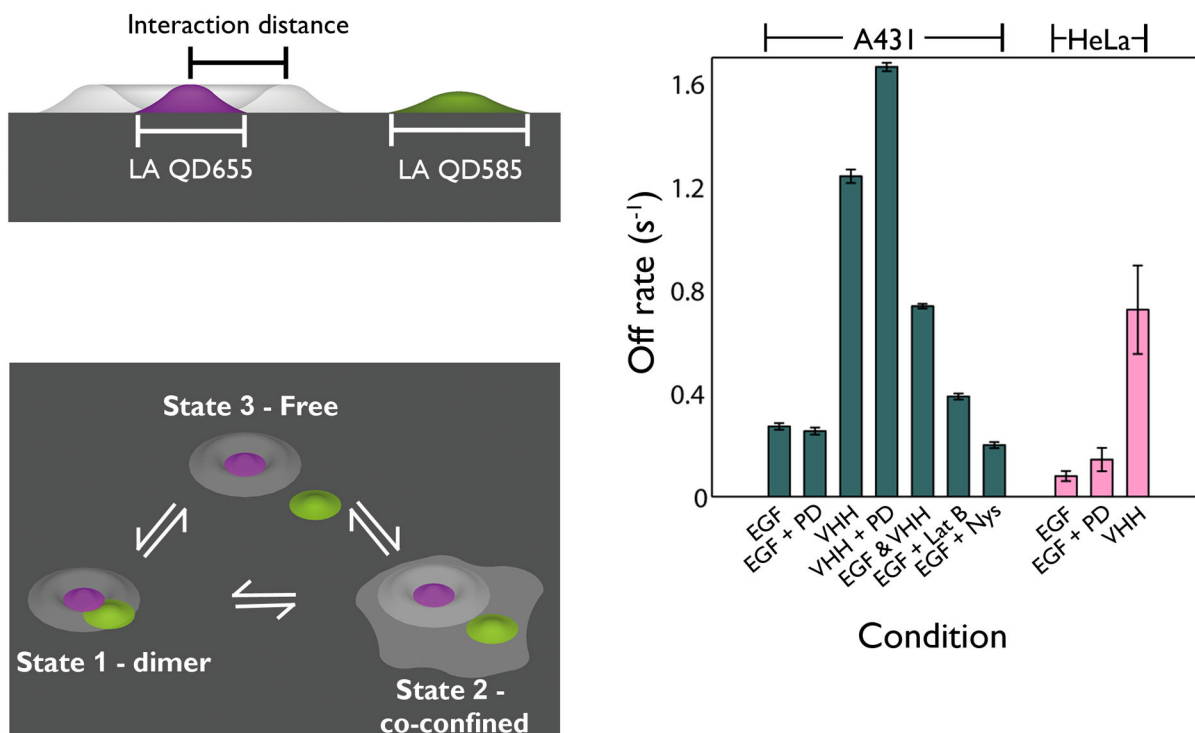 Interaction distance
LA QD655
LA QD585
State 3 - Free
State 1 - dimer
State 2 -
co-confined
A431
HeLa
Off rate (s⁻¹)
1.6
1.2
0.8
0.4
0
EGF
EGF + PD
VHH
VHH + PD
EGF & VHH
EGF + Lat B
EGF + Nys
EGF
EGF + PD
VHH
Condition